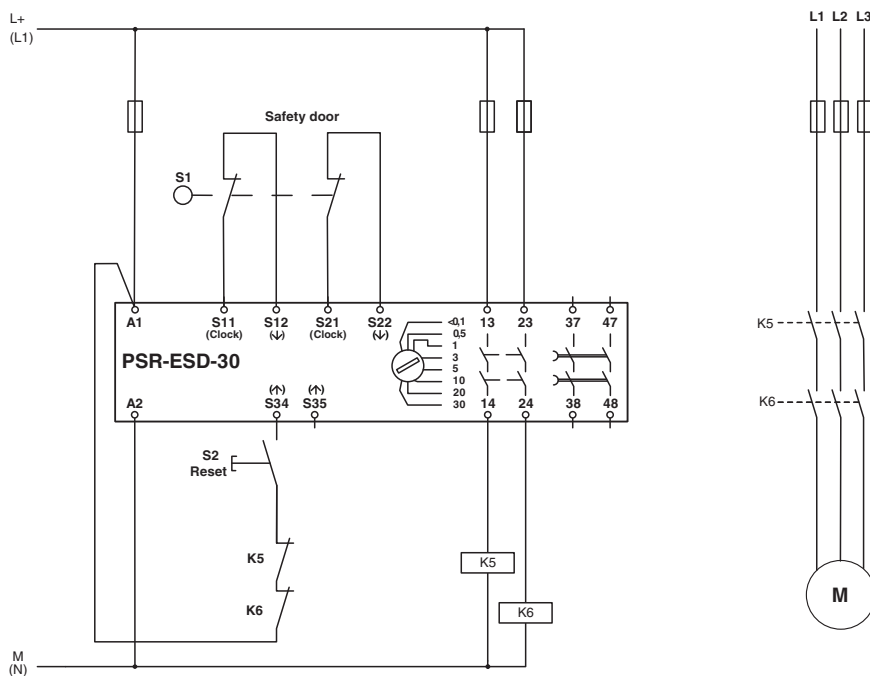 L+
(L1)
L1 L2 L3
Safety door
S1
A1 S11 S12 S21 S22 <0,1 13 23 37 47
(Clock) (↓) (Clock) (↓) 0,5
1
PSR-ESD-30 3
5
(↑) (↑) 10
20
A2 S34 S35 30 14 24 38 48
K5
K6
S2
Reset
K5 K5
K6 K6
M
M
(N)